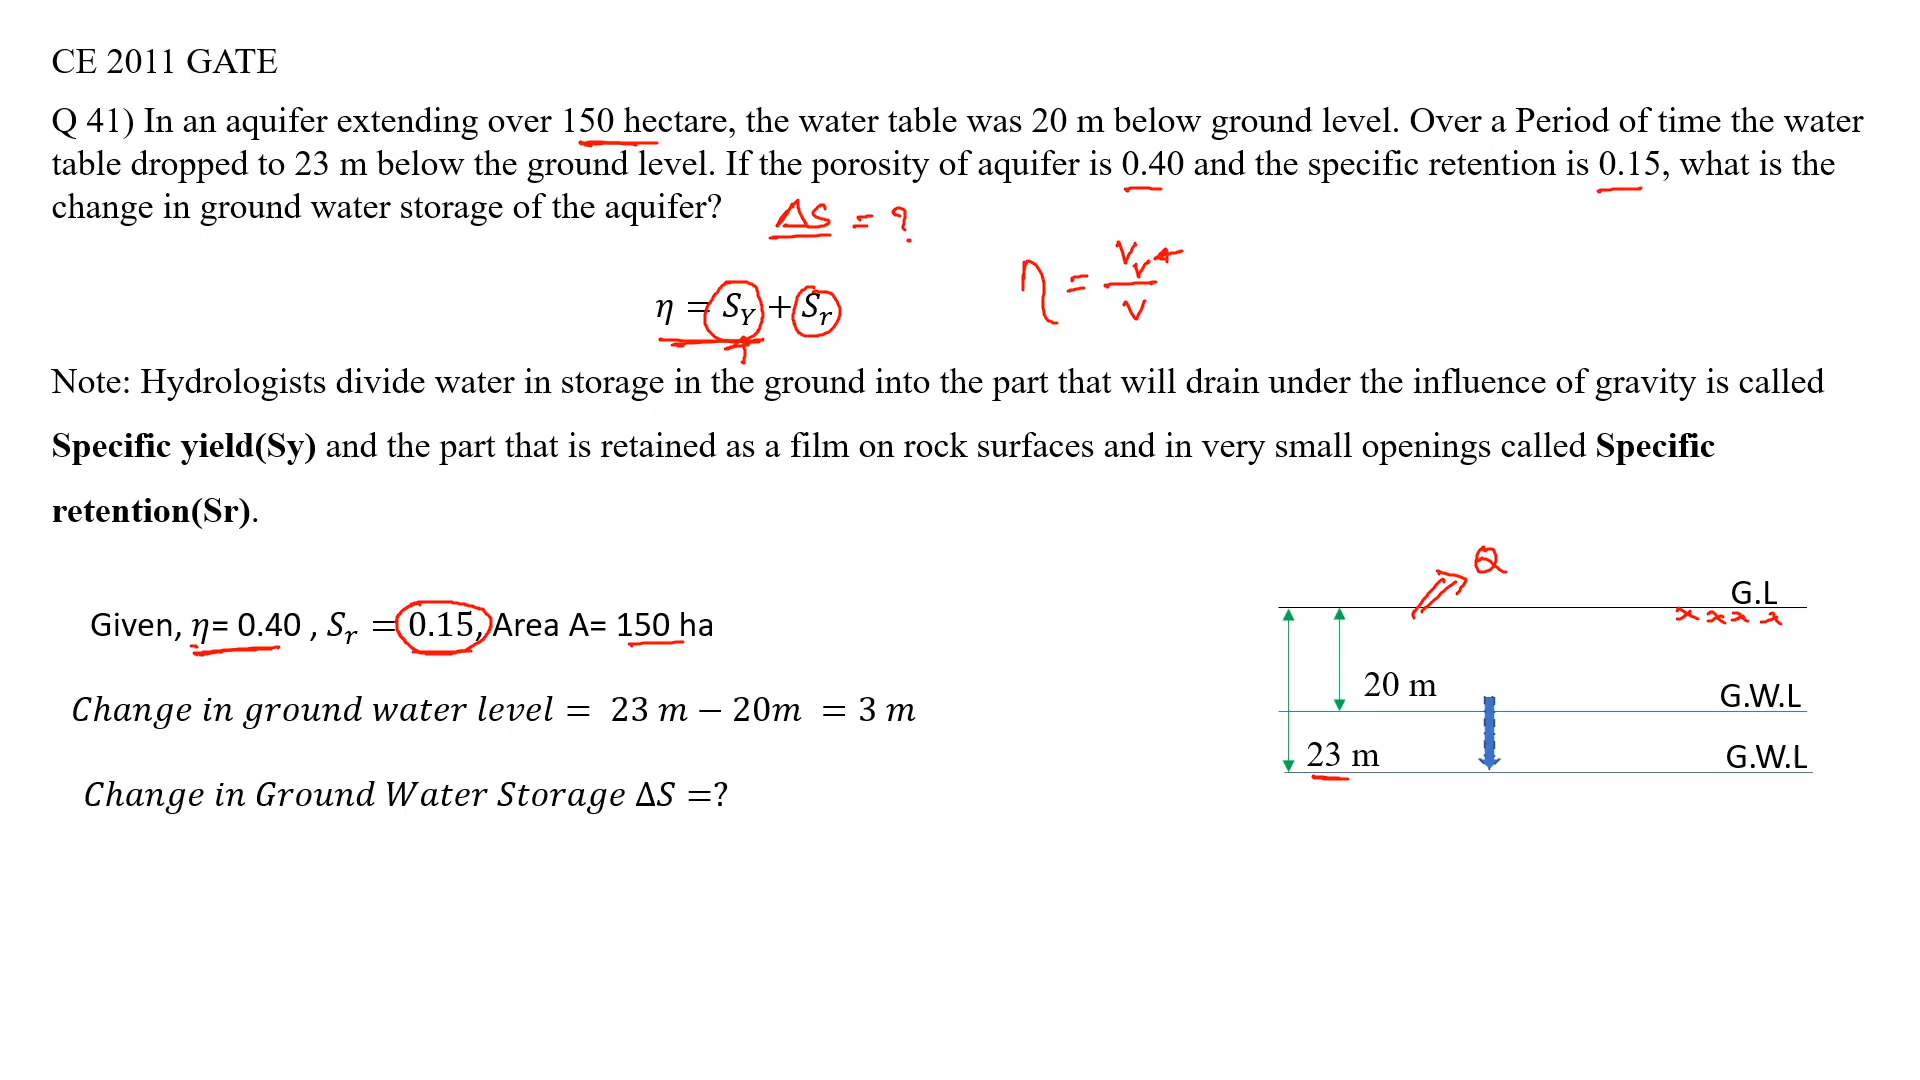 CE 2011 GATE
Q 41) In an aquifer extending over 150 hectare, the water table was 20 m below ground level. Over a Period of time the water
table dropped to 23 m below the ground level. If the porosity of aquifer is 0.40 and the specific retention is 0.15, what is the
change in ground water storage of the aquifer?
ΔS = ?
η = S_Y + S_r
η = V_v / V
Note: Hydrologists divide water in storage in the ground into the part that will drain under the influence of gravity is called
Specific yield(Sy) and the part that is retained as a film on rock surfaces and in very small openings called Specific
retention(Sr).
Q
G.L
Given, η= 0.40 , S_r = 0.15, Area A= 150 ha
20 m
G.W.L
Change in ground water level = 23 m − 20m = 3 m
23 m
G.W.L
Change in Ground Water Storage ΔS =?